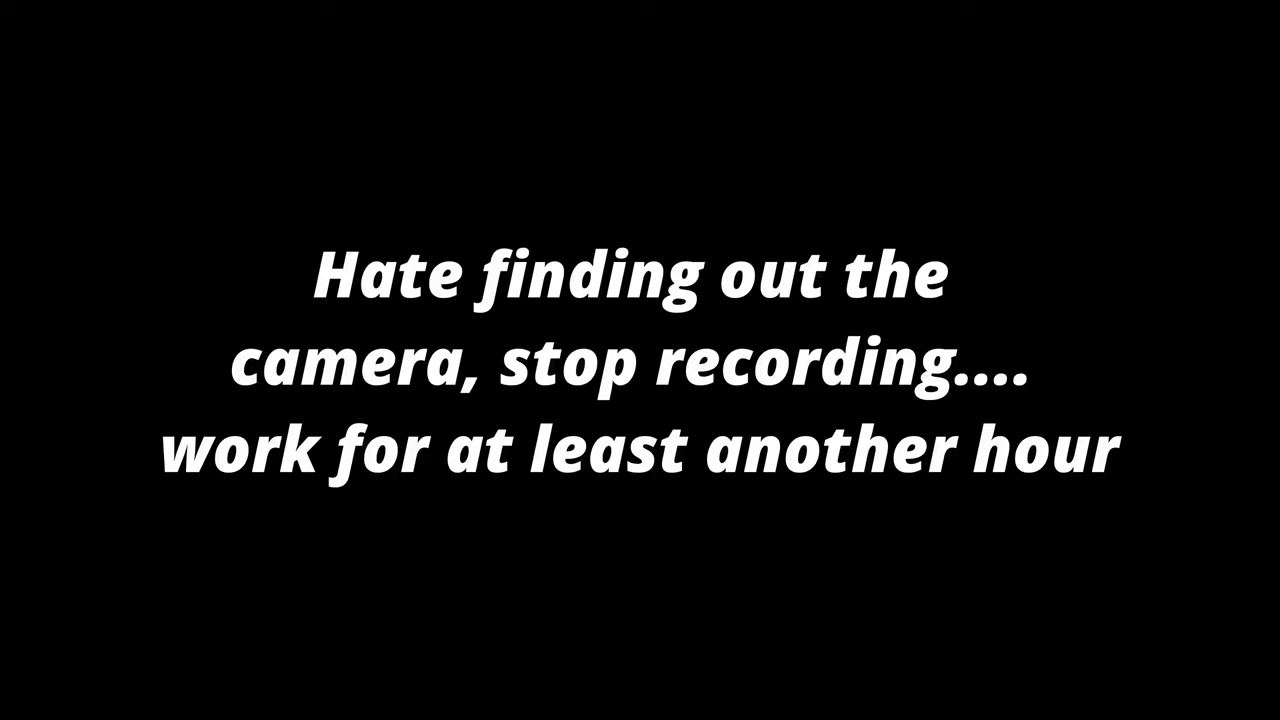 Hate finding out the
camera, stop recording....
work for at least another hour